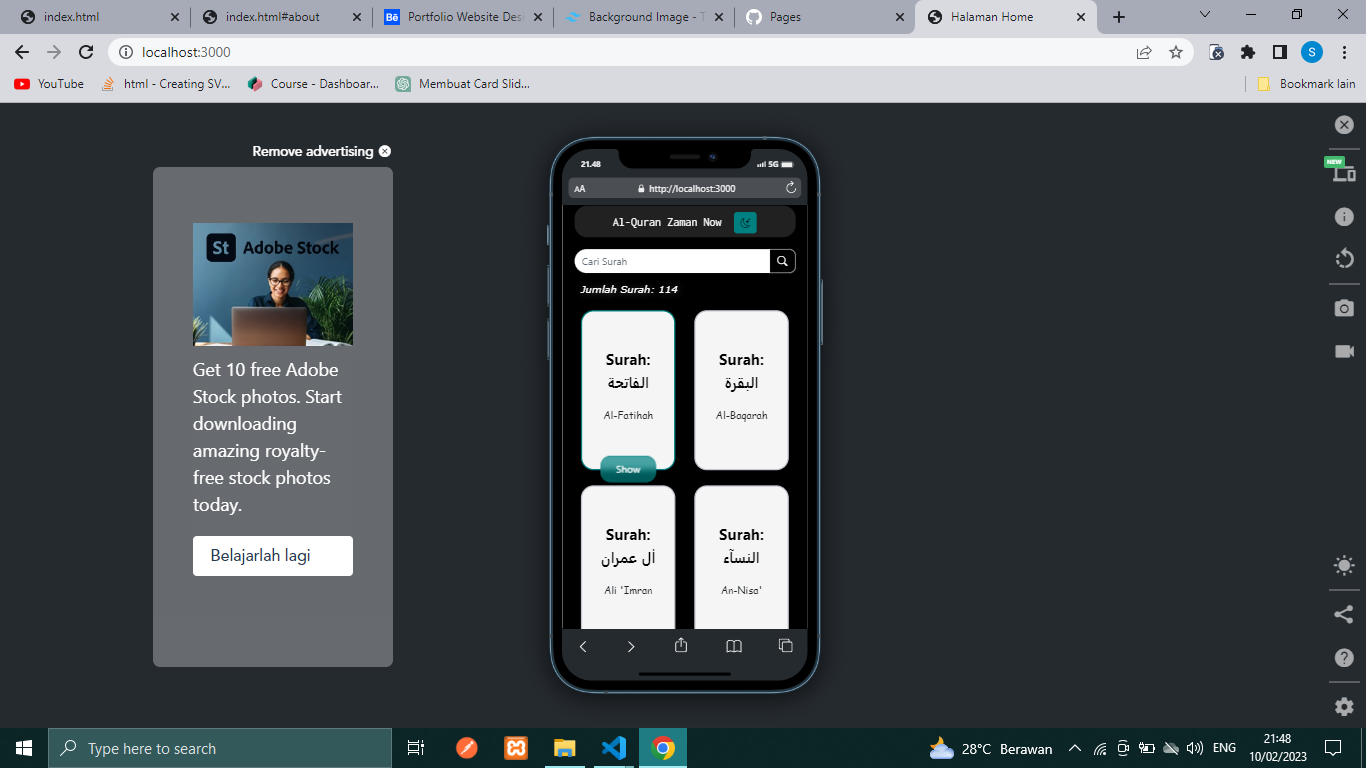 index.html
index.html#about
Bē Portfolio Website Des
Background Image - T
Pages
Halaman Home
localhost:3000
S
YouTube
html - Creating SV...
Course - Dashboar...
Membuat Card Slid...
Bookmark lain
Remove advertising
St Adobe Stock
Get 10 free Adobe
Stock photos. Start
downloading
amazing royalty-
free stock photos
today.
Belajarlah lagi
21.48
5G
AA
http://localhost:3000
Al-Quran Zaman Now
Cari Surah
Jumlah Surah: 114
Surah:
الفاتحة
Al-Fatihah
Show
Surah:
البقرة
Al-Baqarah
Surah:
اٰل عمران
Ali 'Imran
Surah:
النساۤء
An-Nisa'
NEW
Type here to search
28°C Berawan
ENG
21:48
10/02/2023